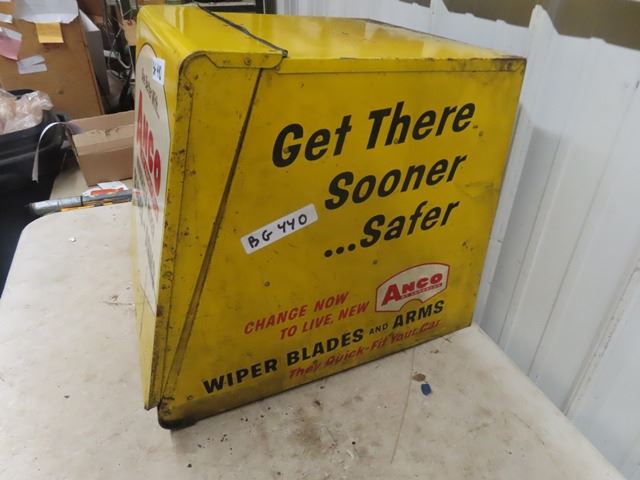 Get There
Sooner
...Safer
BG 440
CHANGE NOW
TO LIVE, NEW
ANCO
WIPER BLADES AND ARMS
They Quick-Fit Your Car
ANCO